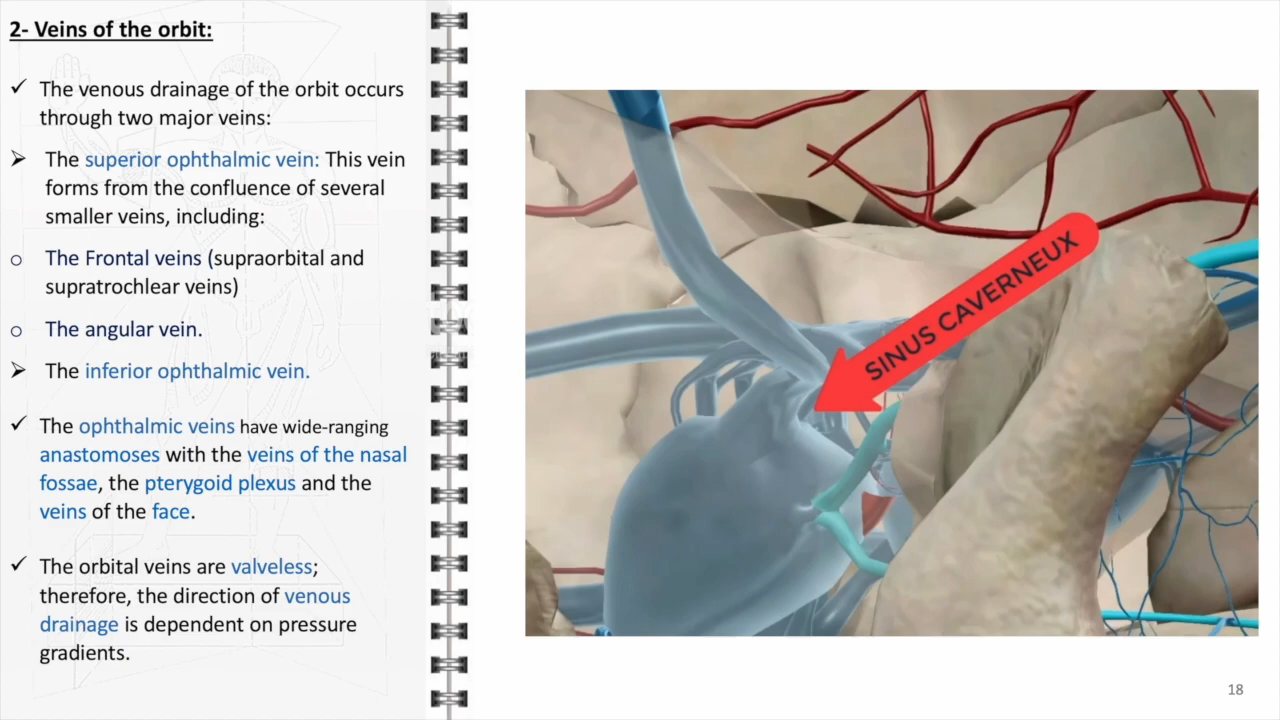 2- Veins of the orbit:
✓ The venous drainage of the orbit occurs
through two major veins:
➢ The superior ophthalmic vein: This vein
forms from the confluence of several
smaller veins, including:
o The Frontal veins (supraorbital and
supratrochlear veins)
o The angular vein.
➢ The inferior ophthalmic vein.
✓ The ophthalmic veins have wide-ranging
anastomoses with the veins of the nasal
fossae, the pterygoid plexus and the
veins of the face.
✓ The orbital veins are valveless;
therefore, the direction of venous
drainage is dependent on pressure
gradients.
SINUS CAVERNEUX
18